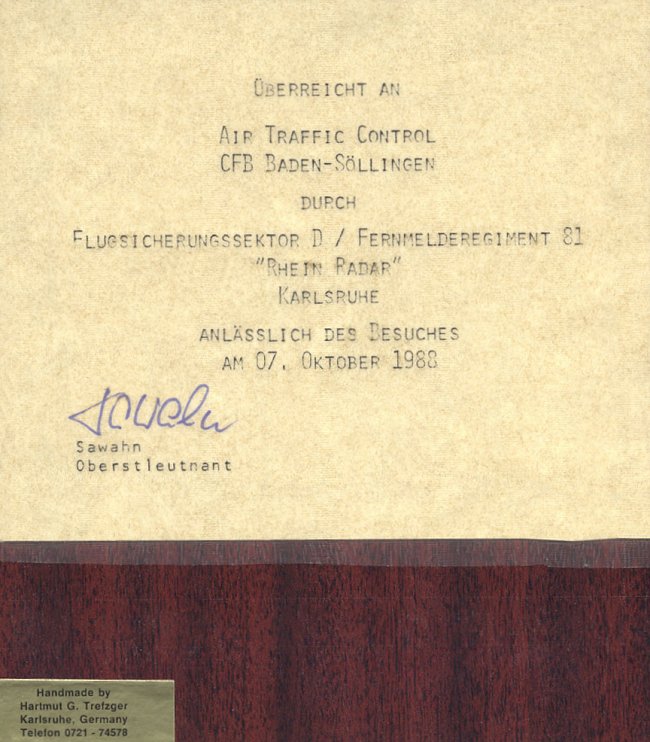 ÜBERREICHT AN
AIR TRAFFIC CONTROL
CFB BADEN-SÖLLINGEN
DURCH
FLUGSICHERUNGSSEKTOR D / FERNMELDEREGIMENT 81
"RHEIN RADAR"
KARLSRUHE
ANLÄSSLICH DES BESUCHES
AM 07. OKTOBER 1988
Sawahn
Sawahn
Oberstleutnant
Handmade by
Hartmut G. Trefzger
Karlsruhe, Germany
Telefon 0721 - 74578